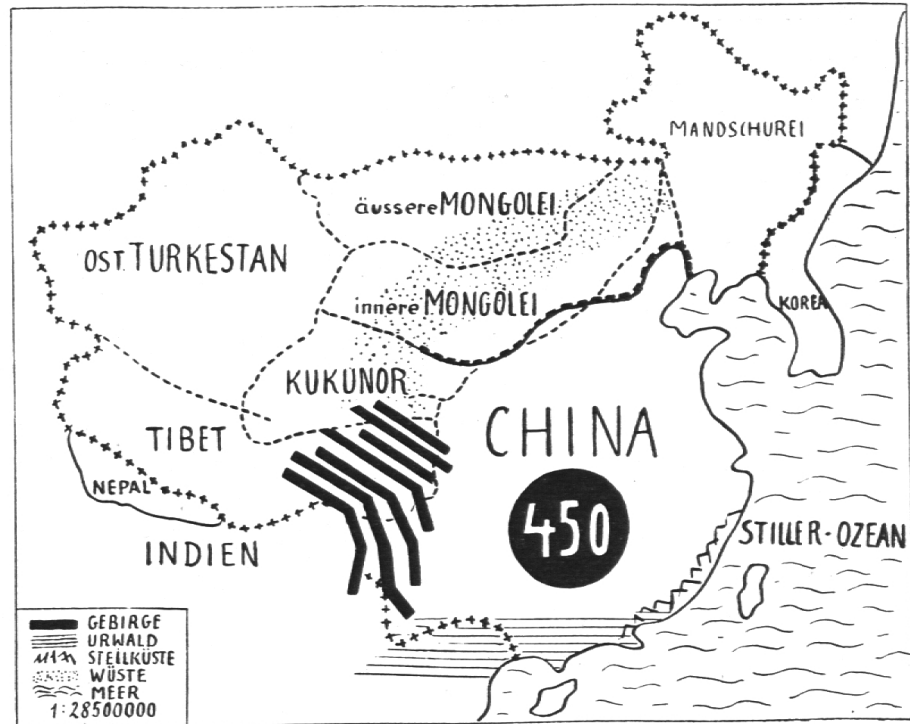 MANDSCHUREI
äussere MONGOLEI
OST TURKESTAN
innere MONGOLEI
KOREA
KUKUNOR
TIBET
CHINA
NEPAL
450
INDIEN
STILLER-OZEAN
GEBIRGE
URWALD
STEILKÜSTE
WÜSTE
MEER
1:28500000